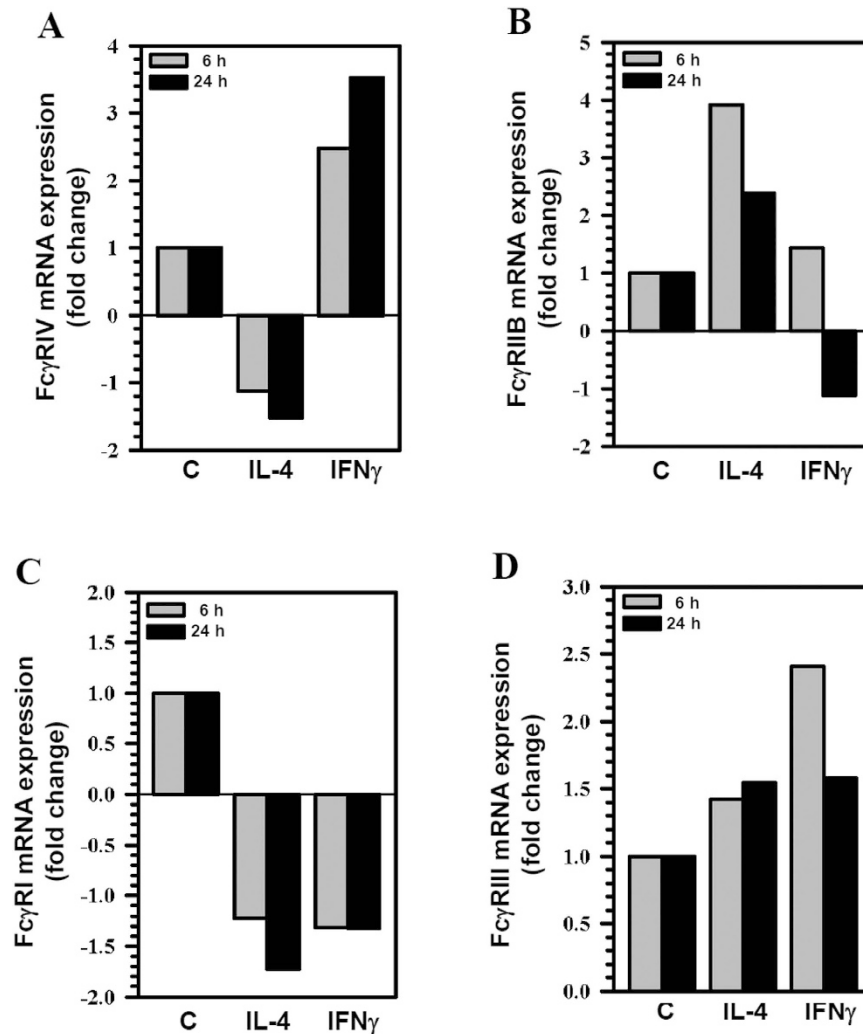 A
FcγRIV mRNA expression
(fold change)
4
3
2
1
0
-1
-2
6 h
24 h
C IL-4 IFNγ
B
FcγRIIB mRNA expression
(fold change)
5
4
3
2
1
0
-1
-2
6 h
24 h
C IL-4 IFNγ
C
FcγRI mRNA expression
(fold change)
2.0
1.5
1.0
0.5
0.0
-0.5
-1.0
-1.5
-2.0
6 h
24 h
C IL-4 IFNγ
D
FcγRIII mRNA expression
(fold change)
3.0
2.5
2.0
1.5
1.0
0.5
0.0
6 h
24 h
C IL-4 IFNγ